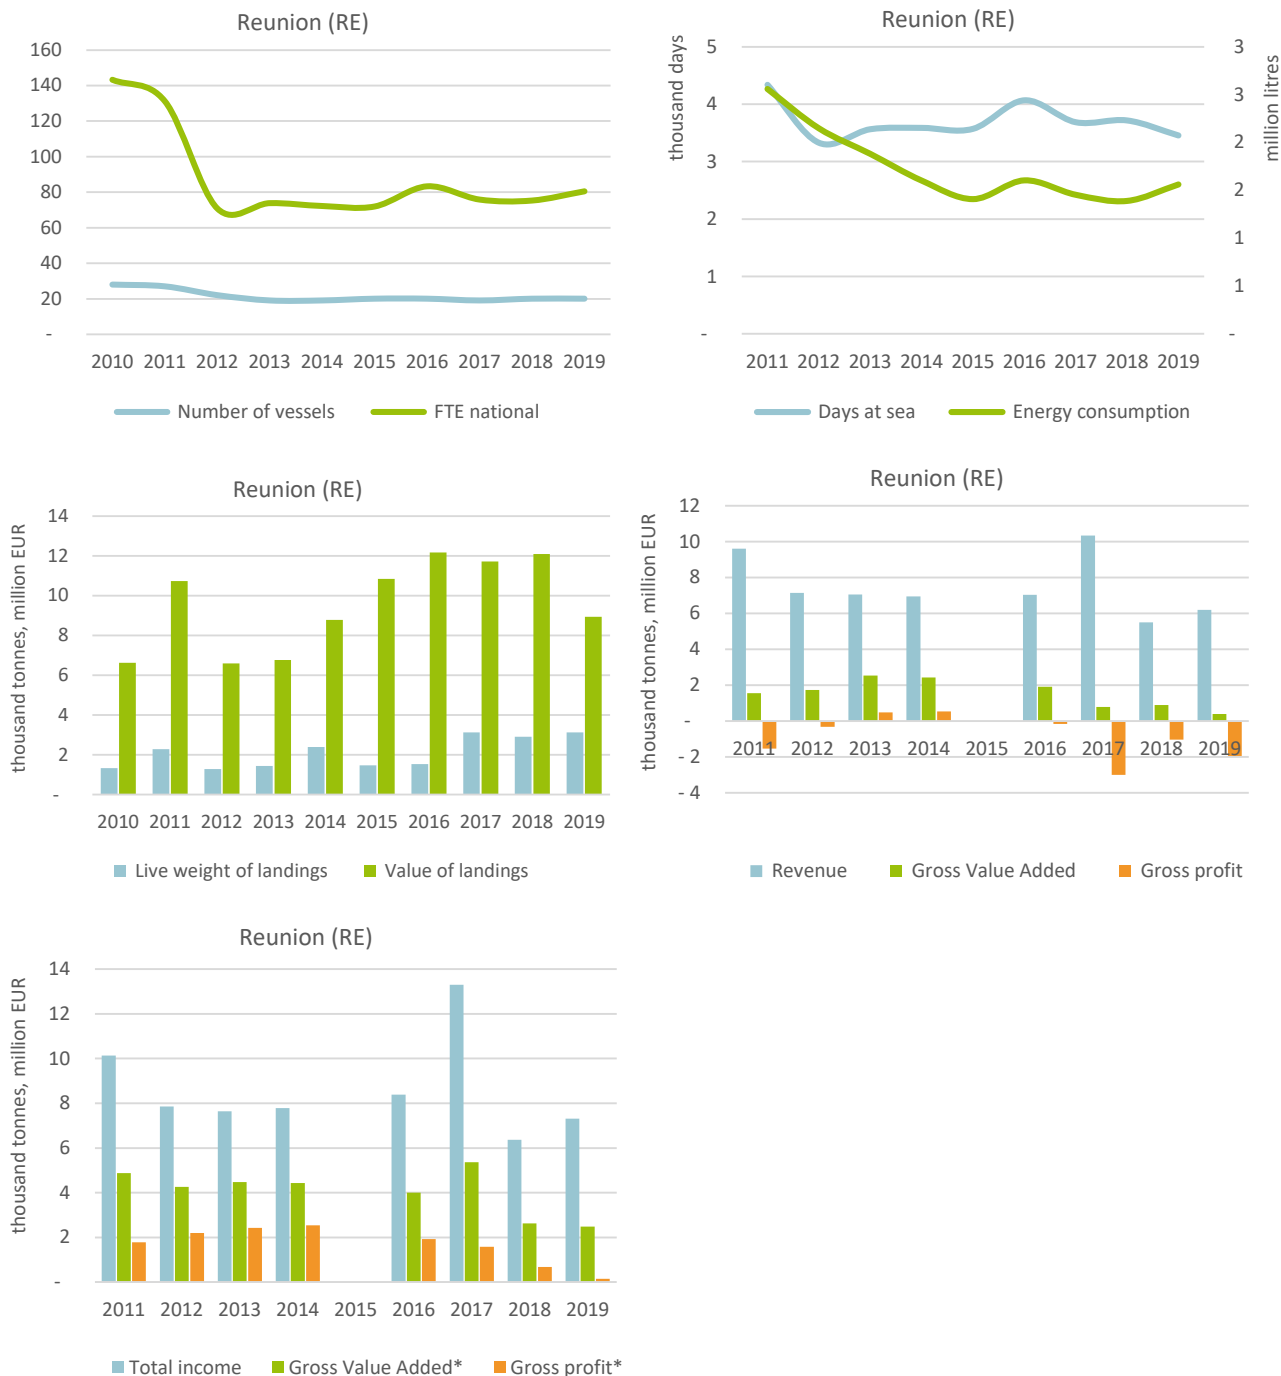 Reunion (RE)
160
140
120
100
80
60
40
20
-
2010 2011 2012 2013 2014 2015 2016 2017 2018 2019
Number of vessels FTE national
Reunion (RE)
thousand days
million litres
5
4
3
2
1
-
3
3
2
2
1
1
-
2011 2012 2013 2014 2015 2016 2017 2018 2019
Days at sea Energy consumption
Reunion (RE)
thousand tonnes, million EUR
14
12
10
8
6
4
2
-
2010 2011 2012 2013 2014 2015 2016 2017 2018 2019
Live weight of landings Value of landings
Reunion (RE)
thousand tonnes, million EUR
12
10
8
6
4
2
-
- 2
- 4
2011 2012 2013 2014 2015 2016 2017 2018 2019
Revenue Gross Value Added Gross profit
Reunion (RE)
thousand tonnes, million EUR
14
12
10
8
6
4
2
-
2011 2012 2013 2014 2015 2016 2017 2018 2019
Total income Gross Value Added* Gross profit*